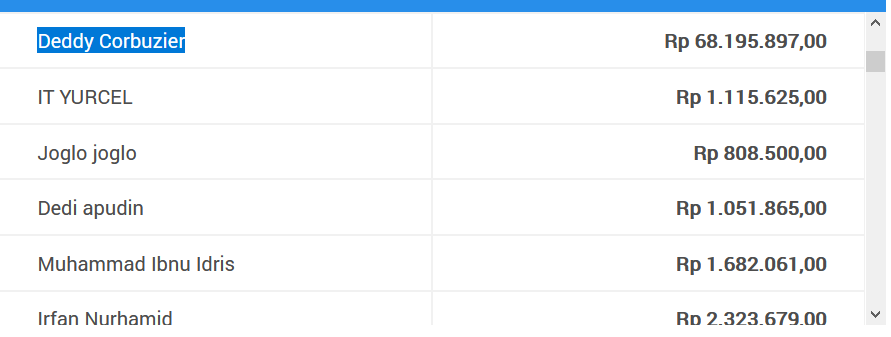 Deddy Corbuzier Rp 68.195.897,00
IT YURCEL Rp 1.115.625,00
Joglo joglo Rp 808.500,00
Dedi apudin Rp 1.051.865,00
Muhammad Ibnu Idris Rp 1.682.061,00
Irfan Nurhamid Rp 2.323.679,00